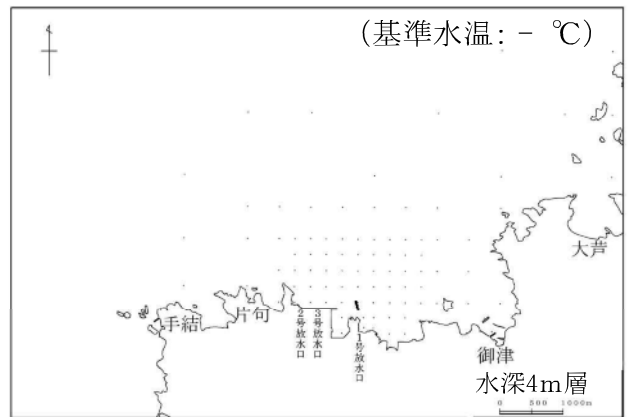 (基準水温: - ℃)
大芦
手結
片句
2号放水口
3号放水口
1号放水口
御津
水深4m層
0 500 1000m